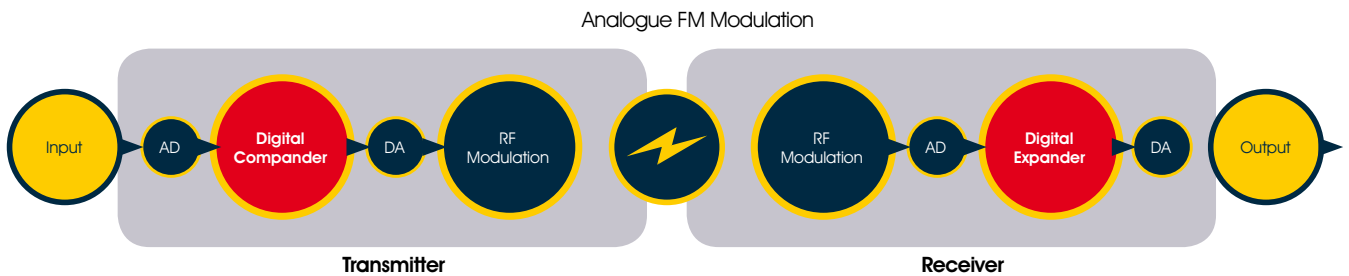 Analogue FM Modulation
Input
AD
Digital
Compander
DA
RF
Modulation
RF
Modulation
AD
Digital
Expander
DA
Output
Transmitter
Receiver